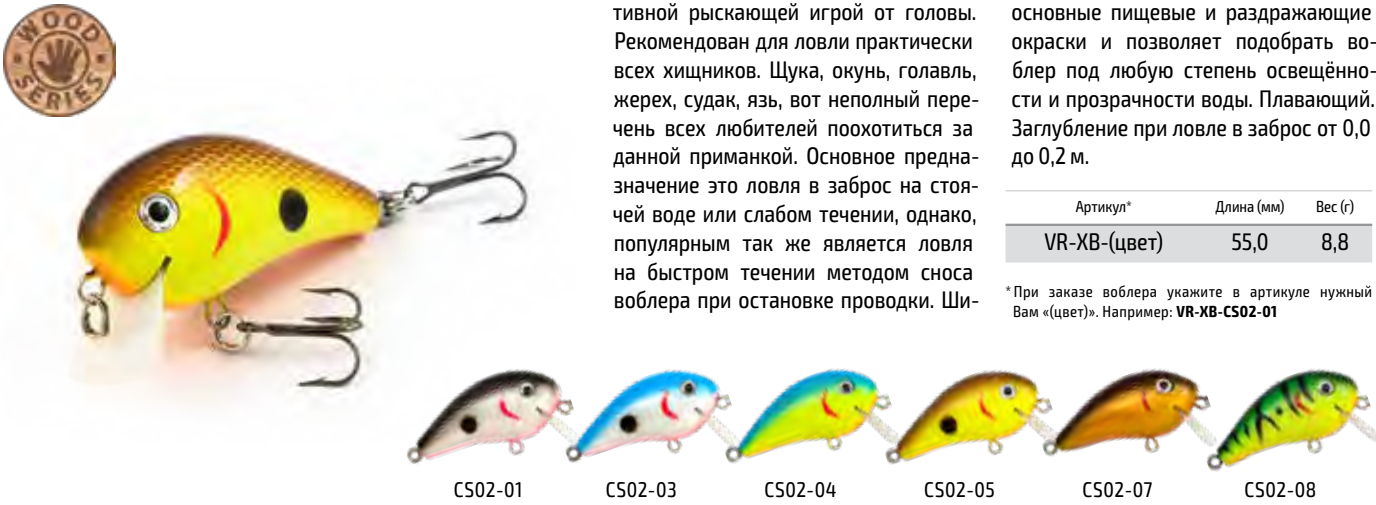 WOOD
SERIES
тивной рыскающей игрой от головы.
Рекомендован для ловли практически
всех хищников. Щука, окунь, голавль,
жерех, судак, язь, вот неполный пере-
чень всех любителей поохотиться за
данной приманкой. Основное предна-
значение это ловля в заброс на стоя-
чей воде или слабом течении, однако,
популярным так же является ловля
на быстром течении методом сноса
воблера при остановке проводки. Ши-
основные пищевые и раздражающие
окраски и позволяет подобрать во-
блер под любую степень освещённо-
сти и прозрачности воды. Плавающий.
Заглубление при ловле в заброс от 0,0
до 0,2 м.
Артикул* Длина (мм) Вес (г)
VR-XB-(цвет) 55,0 8,8
* При заказе воблера укажите в артикуле нужный
Вам «(цвет)». Например: VR-XB-CS02-01
CS02-01 CS02-03 CS02-04 CS02-05 CS02-07 CS02-08